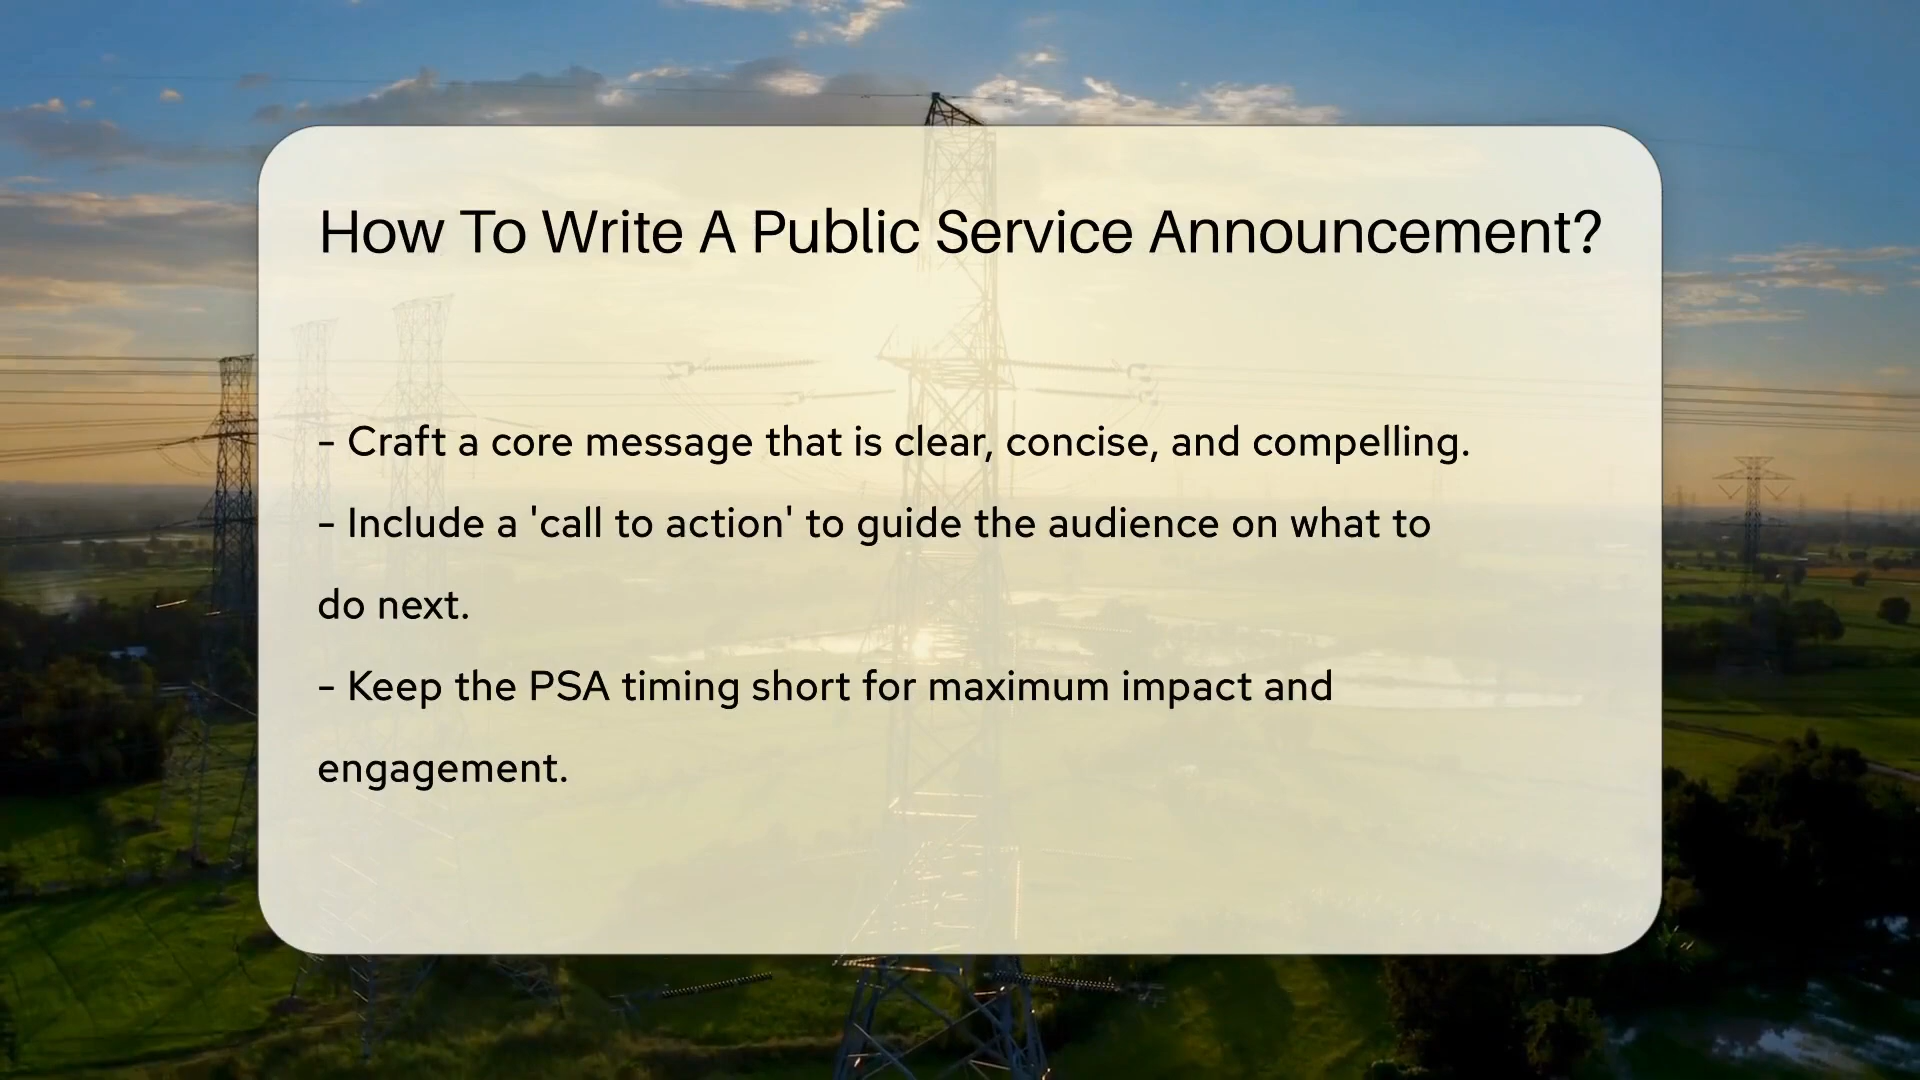 How To Write A Public Service Announcement?
- Craft a core message that is clear, concise, and compelling.
- Include a 'call to action' to guide the audience on what to
do next.
- Keep the PSA timing short for maximum impact and
engagement.